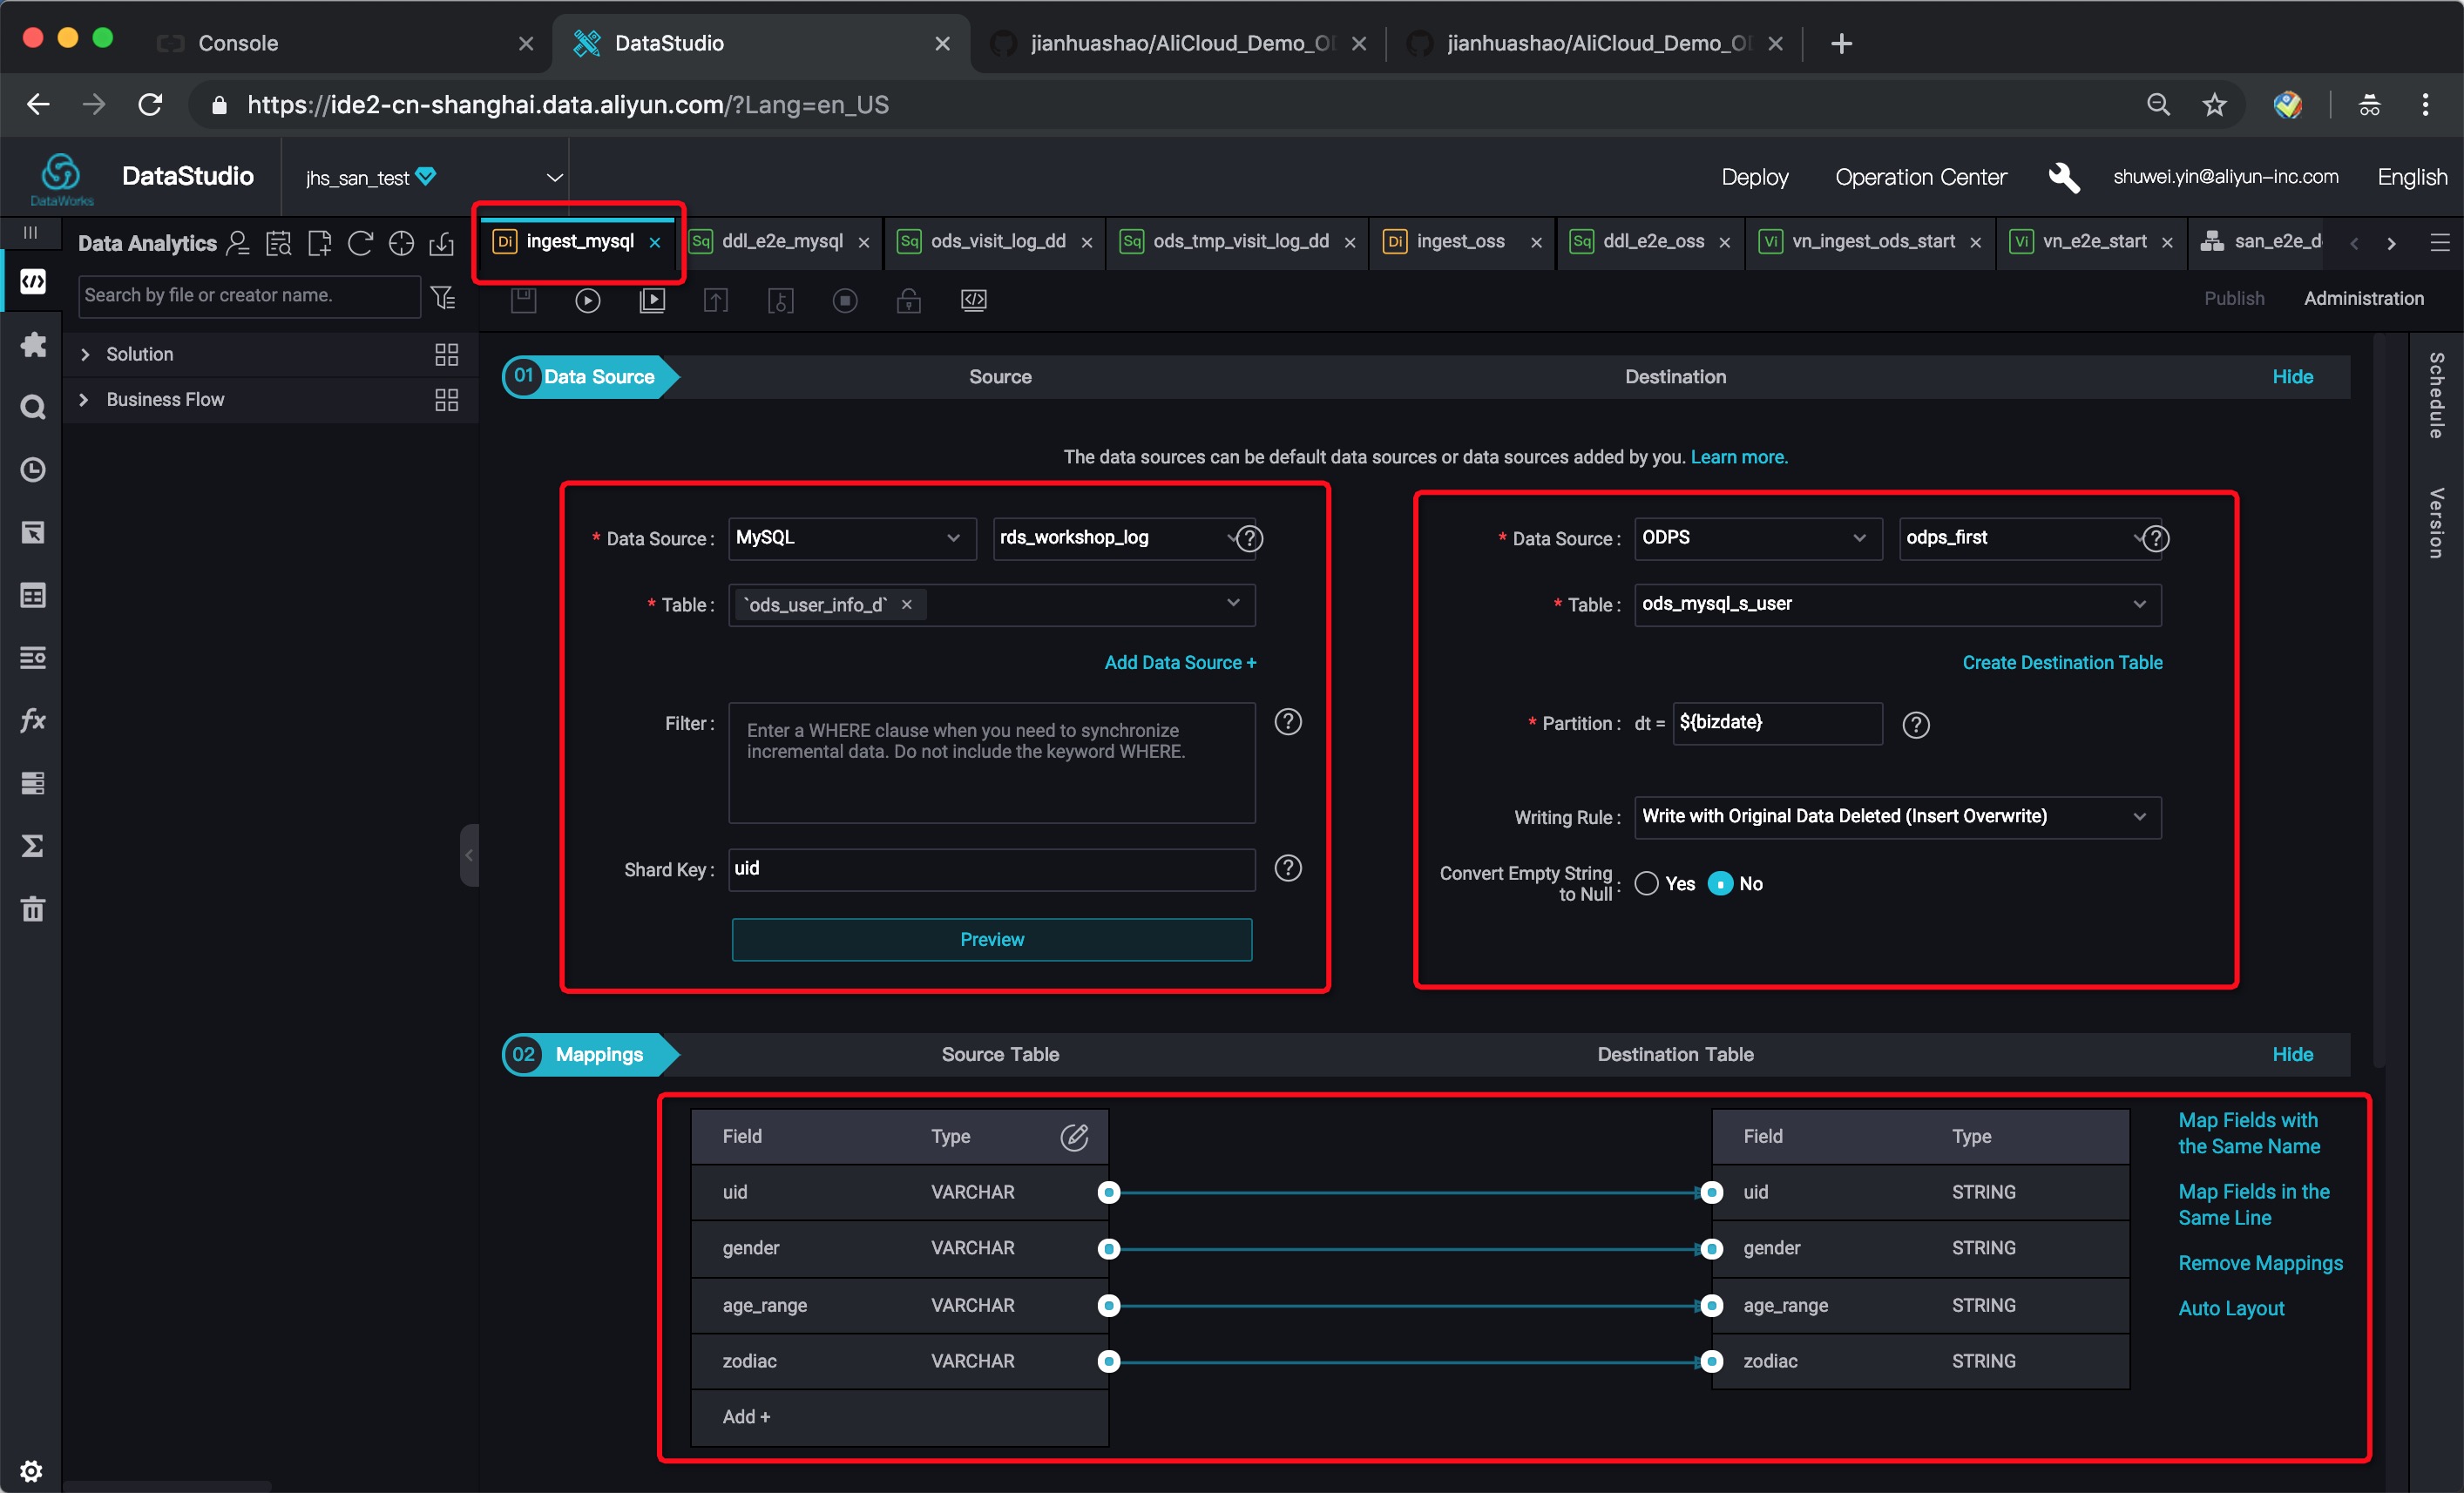 Console
DataStudio
jianhuashao/AliCloud_Demo_O
jianhuashao/AliCloud_Demo_O
https://ide2-cn-shanghai.data.aliyun.com/?Lang=en_US
DataWorks
DataStudio
jhs_san_test
Deploy
Operation Center
shuwei.yin@aliyun-inc.com
English
Data Analytics
Di ingest_mysql
Sq ddl_e2e_mysql
Sq ods_visit_log_dd
Sq ods_tmp_visit_log_dd
Di ingest_oss
Sq ddl_e2e_oss
Vi vn_ingest_ods_start
Vi vn_e2e_start
san_e2e_d
Search by file or creator name.
Publish
Administration
Solution
Business Flow
Schedule
Version
01 Data Source
Source
Destination
Hide
The data sources can be default data sources or data sources added by you. Learn more.
* Data Source : MySQL rds_workshop_log ?
* Table : `ods_user_info_d` ×
Add Data Source +
Filter : Enter a WHERE clause when you need to synchronize
incremental data. Do not include the keyword WHERE.
?
Shard Key : uid ?
Preview
* Data Source : ODPS odps_first ?
* Table : ods_mysql_s_user
Create Destination Table
* Partition : dt = ${bizdate} ?
Writing Rule : Write with Original Data Deleted (Insert Overwrite)
Convert Empty String
to Null : Yes No
02 Mappings
Source Table
Destination Table
Hide
Field Type
uid VARCHAR
gender VARCHAR
age_range VARCHAR
zodiac VARCHAR
Add +
Field Type
uid STRING
gender STRING
age_range STRING
zodiac STRING
Map Fields with
the Same Name
Map Fields in the
Same Line
Remove Mappings
Auto Layout